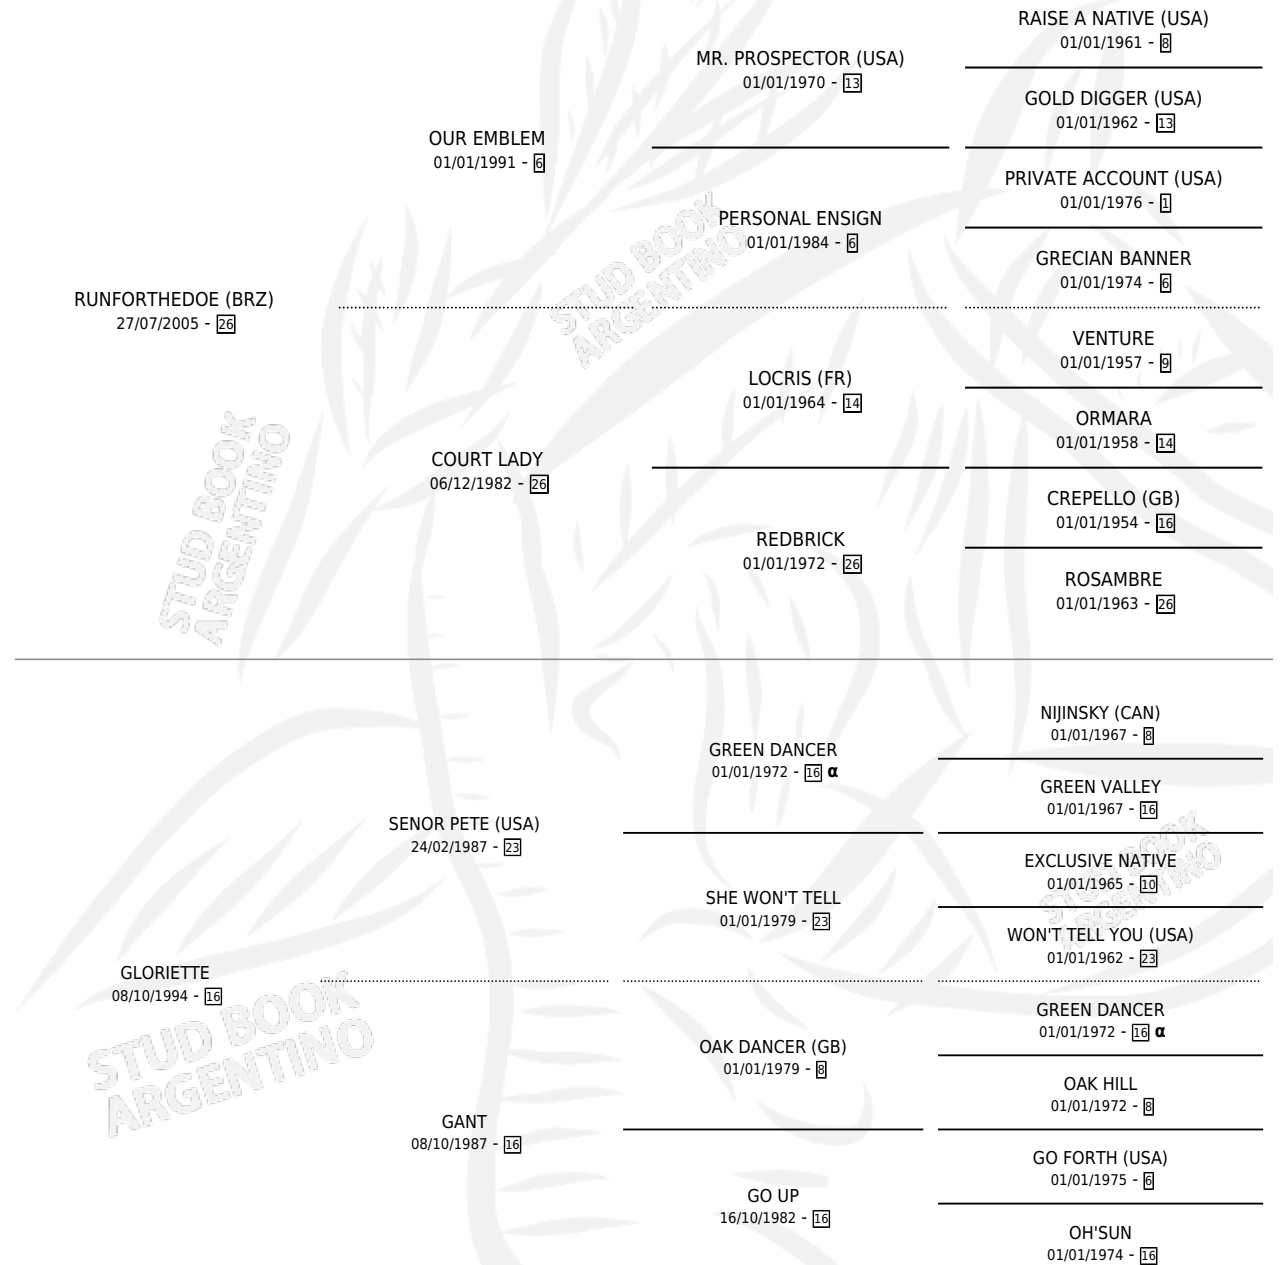 RAISE A NATIVE (USA)
01/01/1961 - 8
MR. PROSPECTOR (USA)
01/01/1970 - 13
GOLD DIGGER (USA)
01/01/1962 - 13
OUR EMBLEM
01/01/1991 - 6
PRIVATE ACCOUNT (USA)
01/01/1976 - 1
PERSONAL ENSIGN
01/01/1984 - 6
GRECIAN BANNER
01/01/1974 - 6
RUNFORTHEDOE (BRZ)
27/07/2005 - 26
VENTURE
01/01/1957 - 9
LOCRIS (FR)
01/01/1964 - 14
ORMARA
01/01/1958 - 14
COURT LADY
06/12/1982 - 26
CREPELLO (GB)
01/01/1954 - 16
REDBRICK
01/01/1972 - 26
ROSAMBRE
01/01/1963 - 26
NIJINSKY (CAN)
01/01/1967 - 8
GREEN DANCER
01/01/1972 - 16 α
GREEN VALLEY
01/01/1967 - 16
SENOR PETE (USA)
24/02/1987 - 23
EXCLUSIVE NATIVE
01/01/1965 - 10
SHE WON'T TELL
01/01/1979 - 23
WON'T TELL YOU (USA)
01/01/1962 - 23
GLORIETTE
08/10/1994 - 16
GREEN DANCER
01/01/1972 - 16 α
OAK DANCER (GB)
01/01/1979 - 8
OAK HILL
01/01/1972 - 8
GANT
08/10/1987 - 16
GO FORTH (USA)
01/01/1975 - 6
GO UP
16/10/1982 - 16
OH'SUN
01/01/1974 - 16
STUD BOOK
ARGENTINO
STUD BOOK
ARGENTINO
STUD BOOK
ARGENTINO
STUD BOOK
ARGENTINO